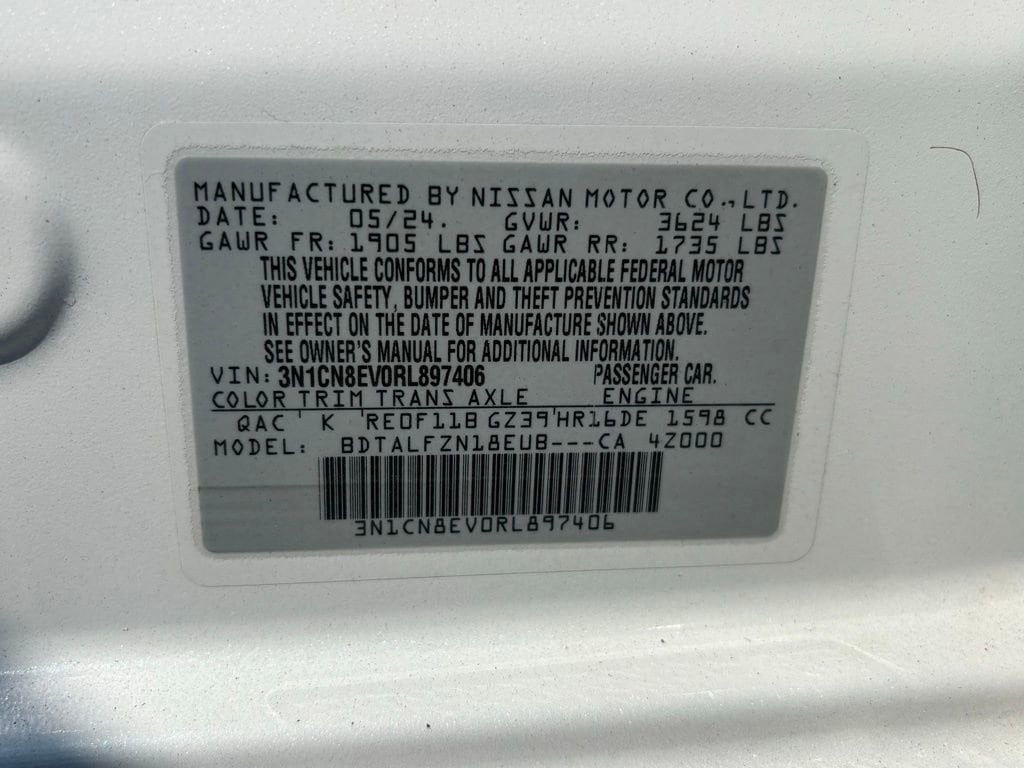 MANUFACTURED BY NISSAN MOTOR CO., LTD.
DATE: 05/24. GVWR: 3624 LBS
GAWR FR: 1905 LBS GAWR RR: 1735 LBS
THIS VEHICLE CONFORMS TO ALL APPLICABLE FEDERAL MOTOR
VEHICLE SAFETY, BUMPER AND THEFT PREVENTION STANDARDS
IN EFFECT ON THE DATE OF MANUFACTURE SHOWN ABOVE.
SEE OWNER'S MANUAL FOR ADDITIONAL INFORMATION.
VIN: 3N1CN8EV0RL897406 PASSENGER CAR.
COLOR TRIM TRANS AXLE ENGINE
QAC K RE0F11B GZ39 HR16DE 1598 CC
MODEL: BDTALFZN18EUB---CA 4Z000
3N1CN8EV0RL897406